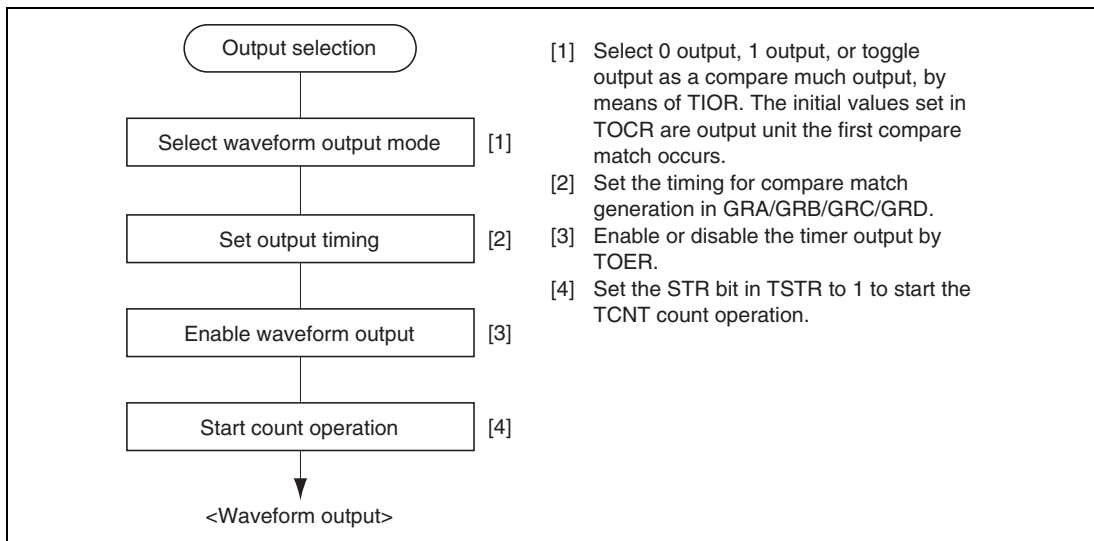 Output selection
Select waveform output mode
[1]
Set output timing
[2]
Enable waveform output
[3]
Start count operation
[4]
<Waveform output>
[1] Select 0 output, 1 output, or toggle
output as a compare much output, by
means of TIOR. The initial values set in
TOCR are output unit the first compare
match occurs.
[2] Set the timing for compare match
generation in GRA/GRB/GRC/GRD.
[3] Enable or disable the timer output by
TOER.
[4] Set the STR bit in TSTR to 1 to start the
TCNT count operation.